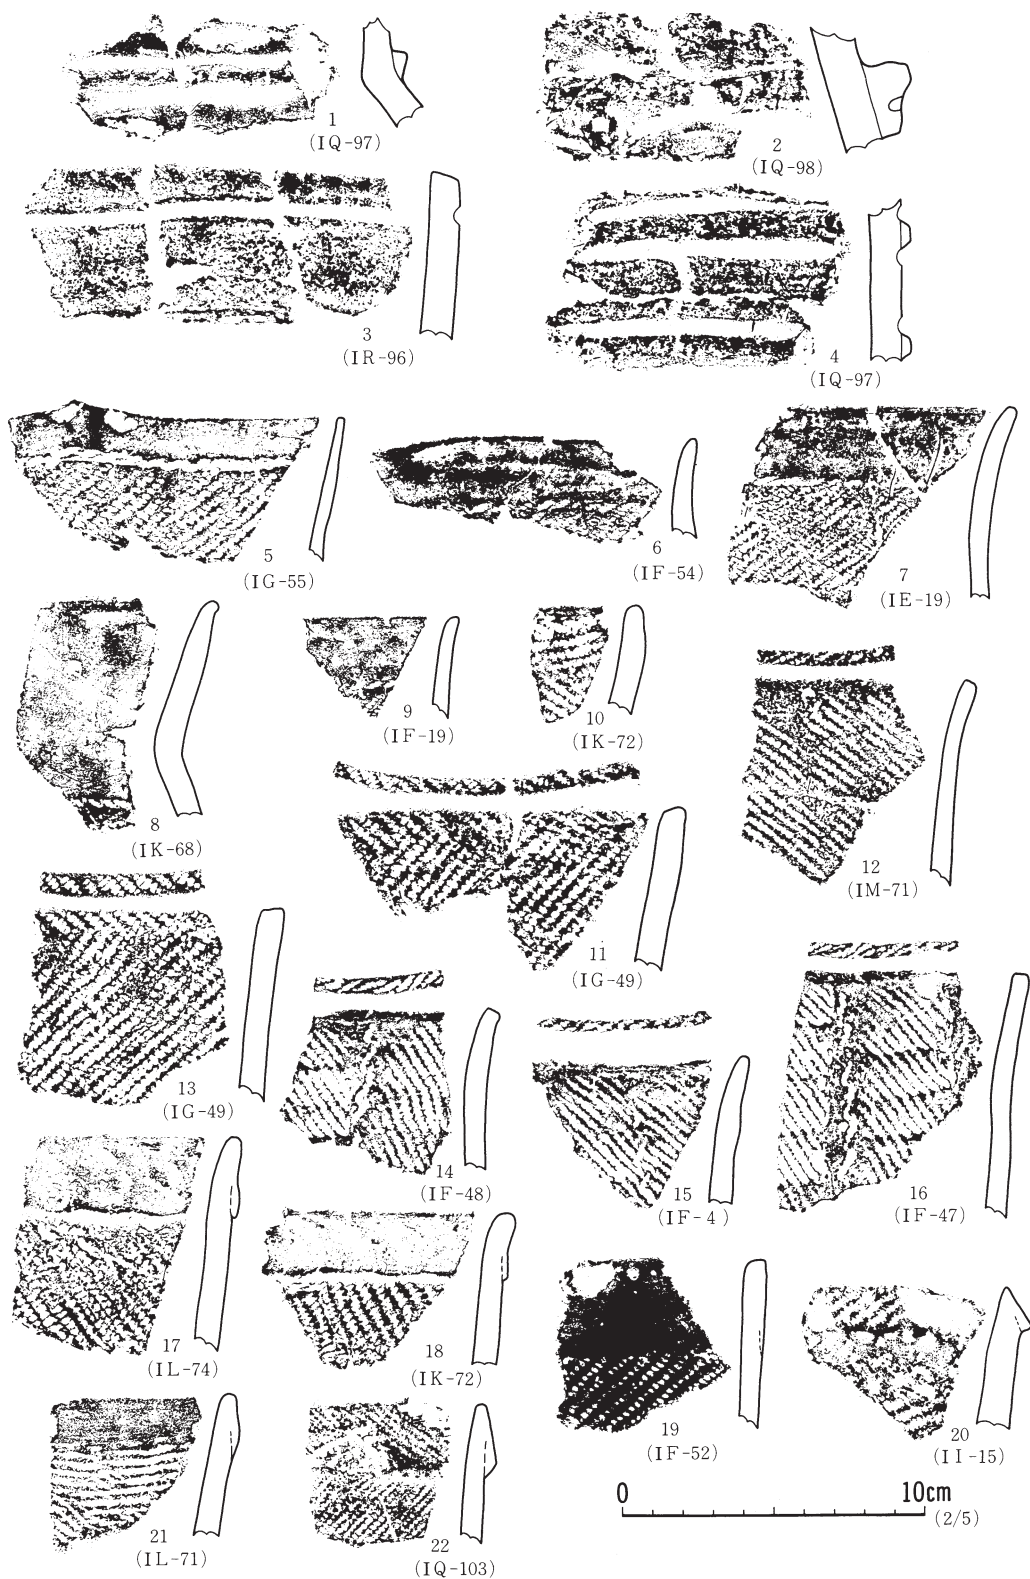 1
(IQ-97)
2
(IQ-98)
3
(IR-96)
4
(IQ-97)
5
(IG-55)
6
(IF-54)
7
(IE-19)
8
(IK-68)
9
(IF-19)
10
(IK-72)
11
(IG-49)
12
(IM-71)
13
(IG-49)
14
(IF-48)
15
(IF-4)
16
(IF-47)
17
(IL-74)
18
(IK-72)
19
(IF-52)
20
(II-15)
21
(IL-71)
22
(IQ-103)
0 10cm
(2/5)